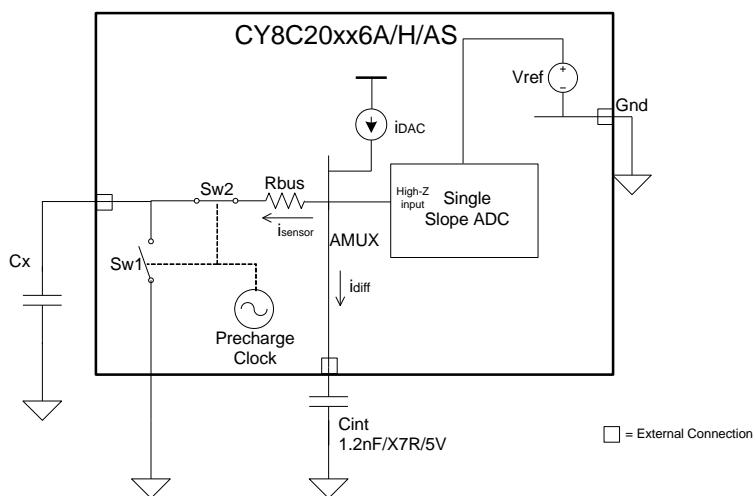 CY8C20xx6A/H/AS
Vref
+
−
Gnd
iDAC
Sw2
Rbus
High-Z
input
Single
Slope ADC
isensor
AMUX
Cx
Sw1
idiff
Precharge
Clock
Cint
1.2nF/X7R/5V
= External Connection